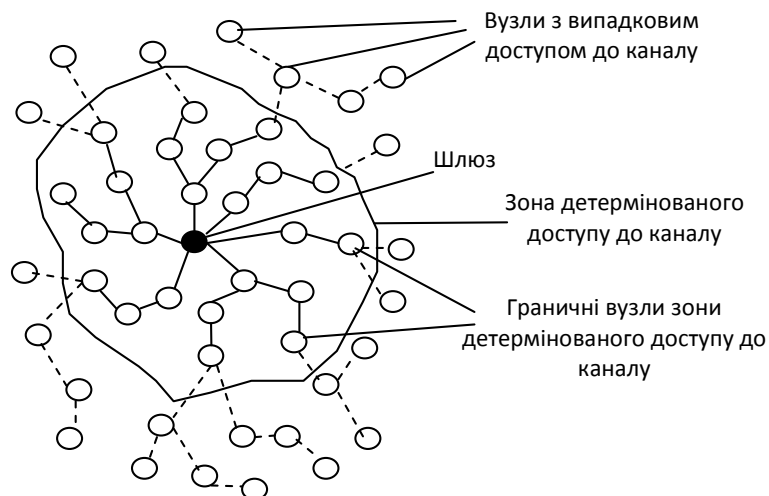 Вузли з випадковим
доступом до каналу
Шлюз
Зона детермінованого
доступу до каналу
Граничні вузли зони
детермінованого доступу до
каналу